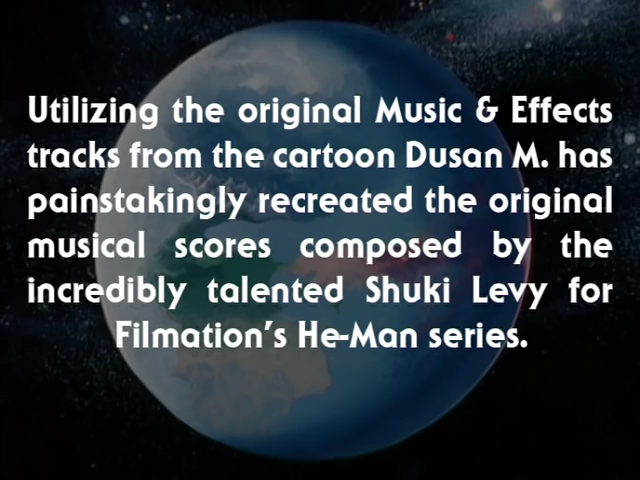 Utilizing the original Music & Effects
tracks from the cartoon Dusan M. has
painstakingly recreated the original
musical scores composed by the
incredibly talented Shuki Levy for
Filmation's He-Man series.